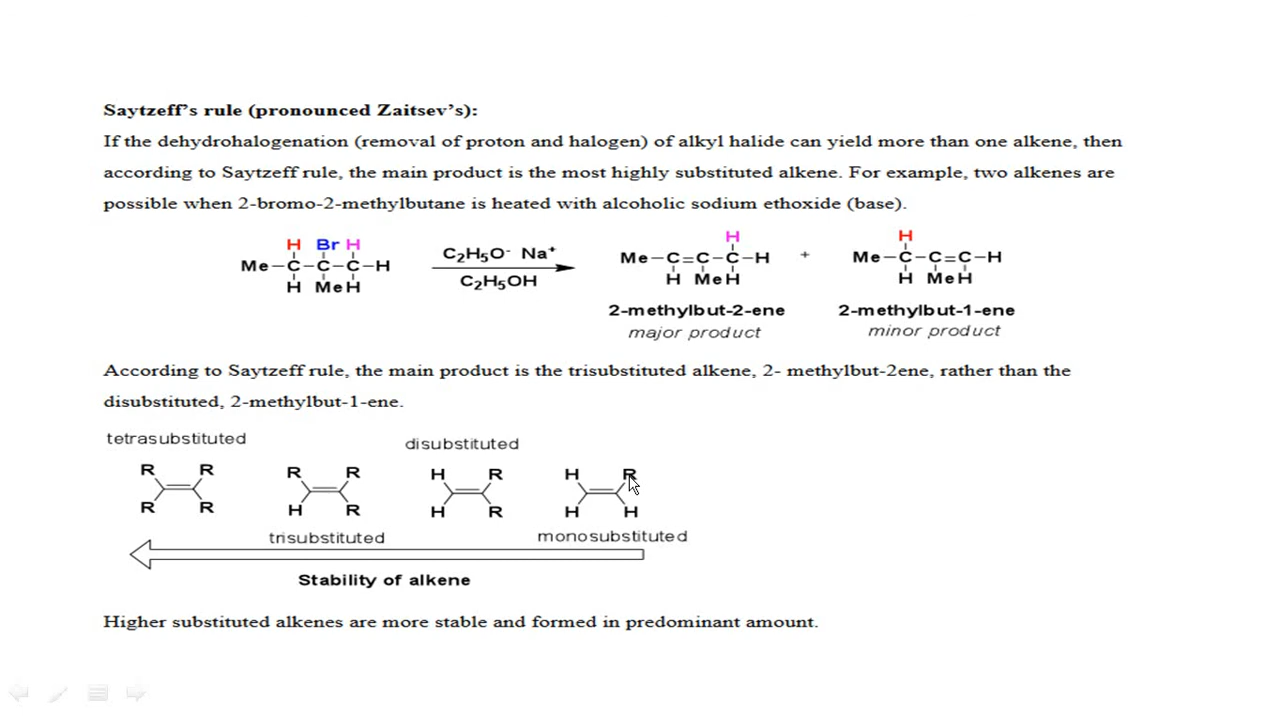 Saytzeff's rule (pronounced Zaitsev's):
If the dehydrohalogenation (removal of proton and halogen) of alkyl halide can yield more than one alkene, then
according to Saytzeff rule, the main product is the most highly substituted alkene. For example, two alkenes are
possible when 2-bromo-2-methylbutane is heated with alcoholic sodium ethoxide (base).
H Br H
Me-C-C-C-H
H Me H
C₂H₅O⁻ Na⁺
C₂H₅OH
H
Me-C=C-C-H
H Me H
2-methylbut-2-ene
major product
+
H
Me-C-C=C-H
H Me H
2-methylbut-1-ene
minor product
According to Saytzeff rule, the main product is the trisubstituted alkene, 2- methylbut-2ene, rather than the
disubstituted, 2-methylbut-1-ene.
tetrasubstituted
R R
R R
R R
H R
trisubstituted
disubstituted
H R
H R
H R
H H
monosubstituted
Stability of alkene
Higher substituted alkenes are more stable and formed in predominant amount.